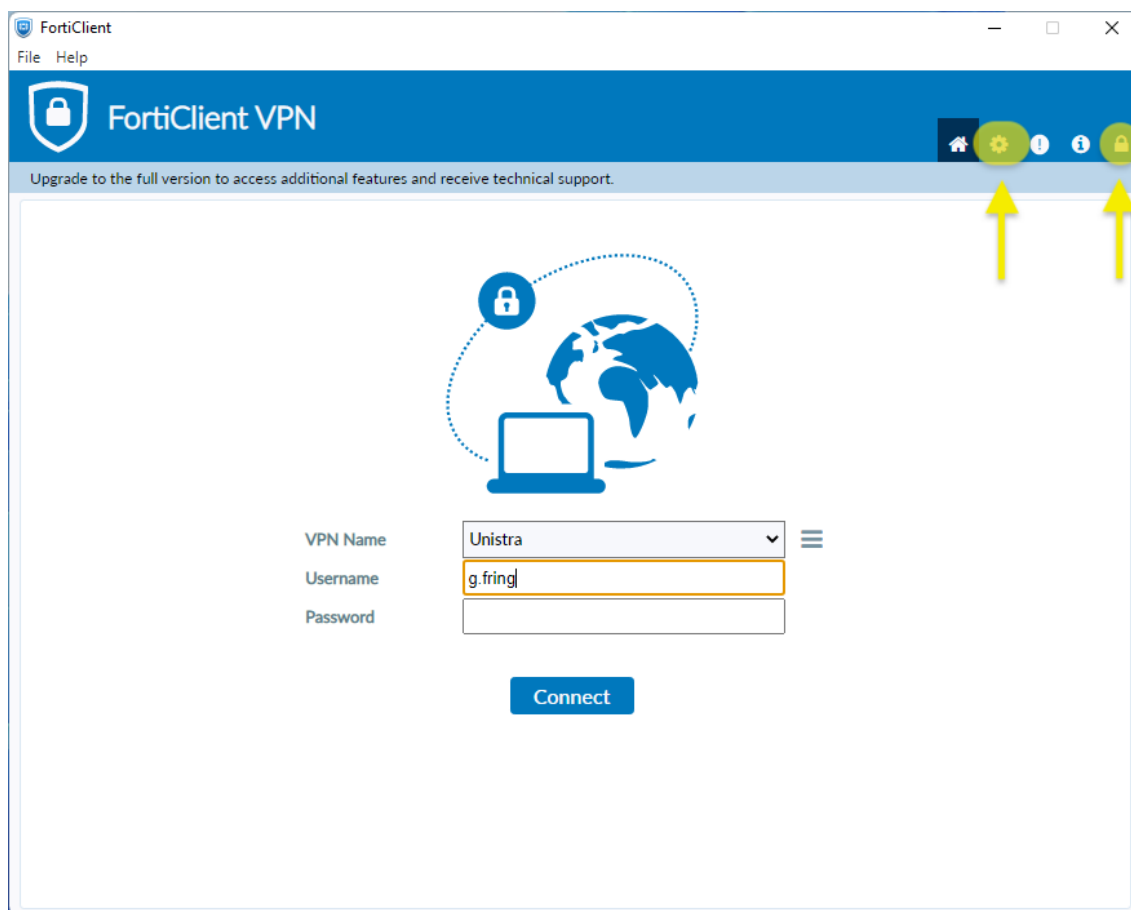 FortiClient
File Help
FortiClient VPN
Upgrade to the full version to access additional features and receive technical support.
VPN Name Unistra
Username g.fring
Password
Connect